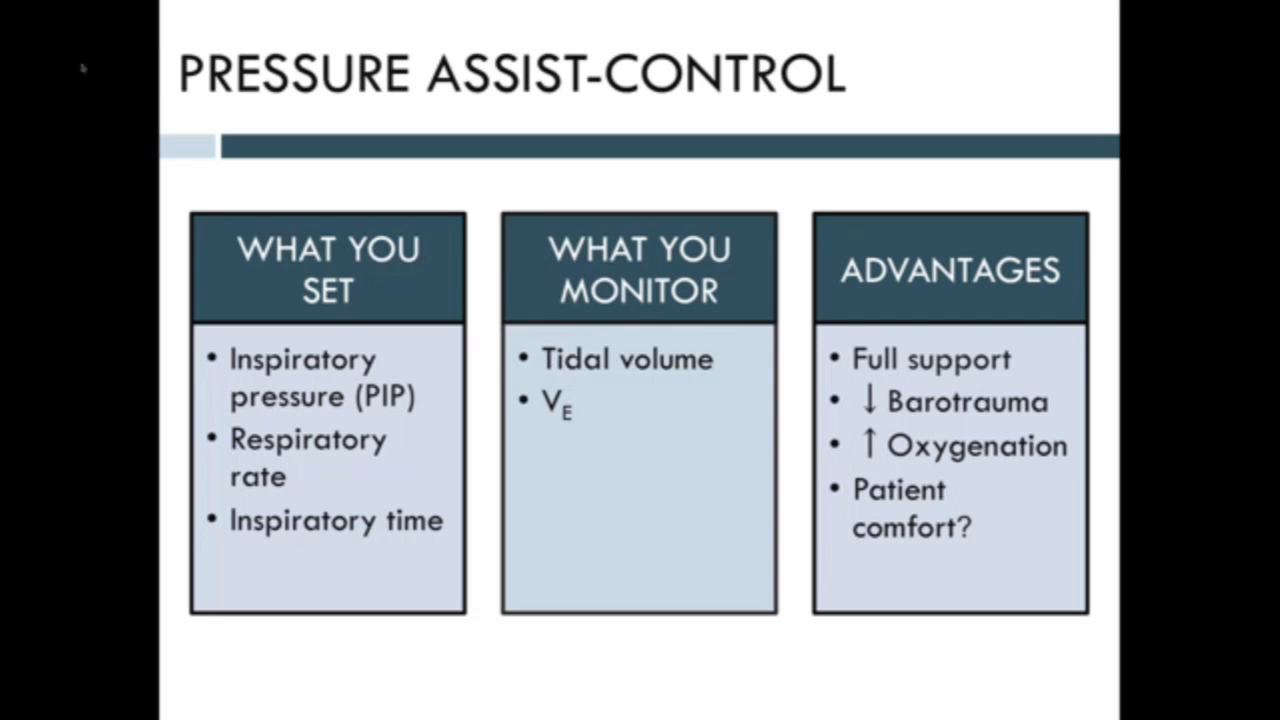 PRESSURE ASSIST-CONTROL
WHAT YOU
SET
• Inspiratory
pressure (PIP)
• Respiratory
rate
• Inspiratory time
WHAT YOU
MONITOR
• Tidal volume
• VE
ADVANTAGES
• Full support
• ↓ Barotrauma
• ↑ Oxygenation
• Patient
comfort?